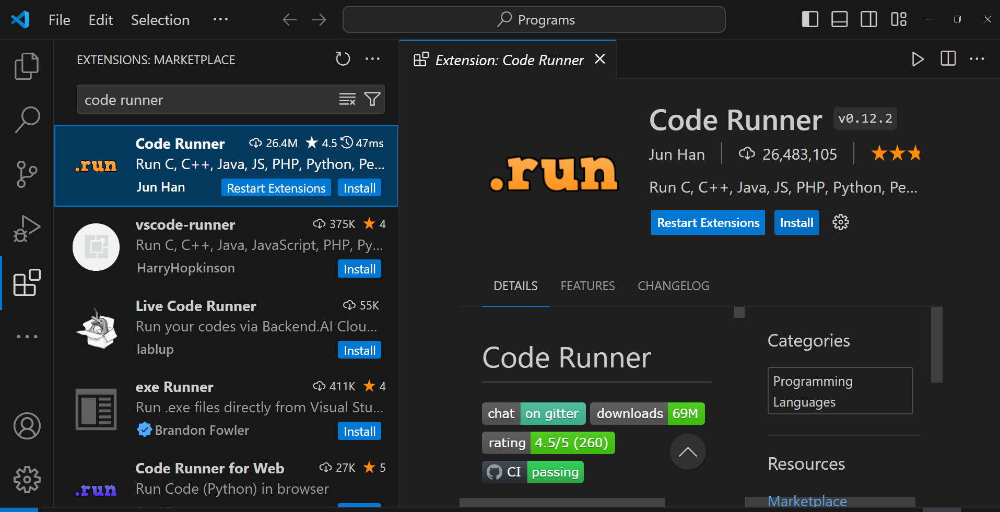 File Edit Selection ···
Programs
EXTENSIONS: MARKETPLACE
code runner
Code Runner 26.4M 4.5 47ms
.run
Run C, C++, Java, JS, PHP, Python, Pe...
Jun Han Restart Extensions Install
vscode-runner 375K 4
Run C, C++, Java, JavaScript, PHP, Py...
HarryHopkinson Install
Live Code Runner 55K
Run your codes via Backend.AI Clou...
lablup Install
exe Runner 411K 4
Run .exe files directly from Visual Stu...
Brandon Fowler Install
Code Runner for Web 27K 5
.run
Run Code (Python) in browser
Extension: Code Runner
.run
Code Runner v0.12.2
Jun Han 26,483,105
Run C, C++, Java, JS, PHP, Python, Pe...
Restart Extensions Install
DETAILS FEATURES CHANGELOG
Code Runner
chat on gitter downloads 69M
rating 4.5/5 (260)
CI passing
Categories
Programming
Languages
Resources
Marketplace